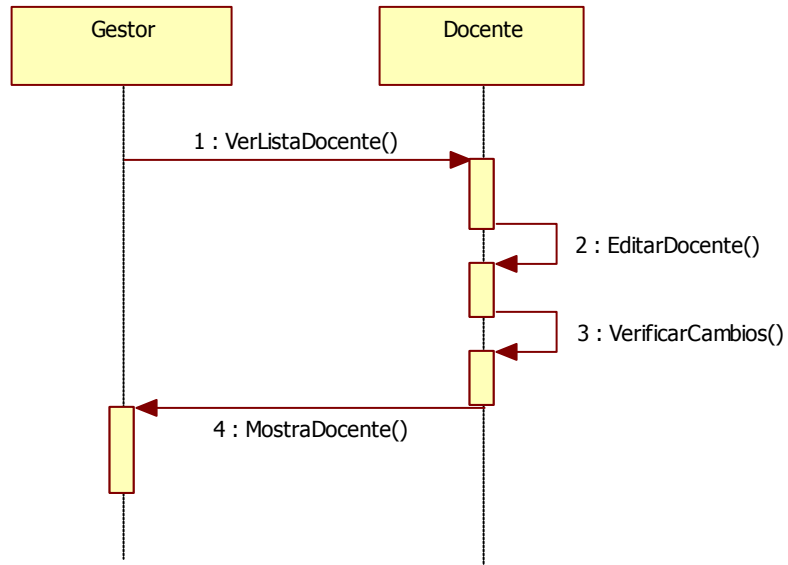 Gestor
Docente
1 : VerListaDocente()
2 : EditarDocente()
3 : VerificarCambios()
4 : MostraDocente()